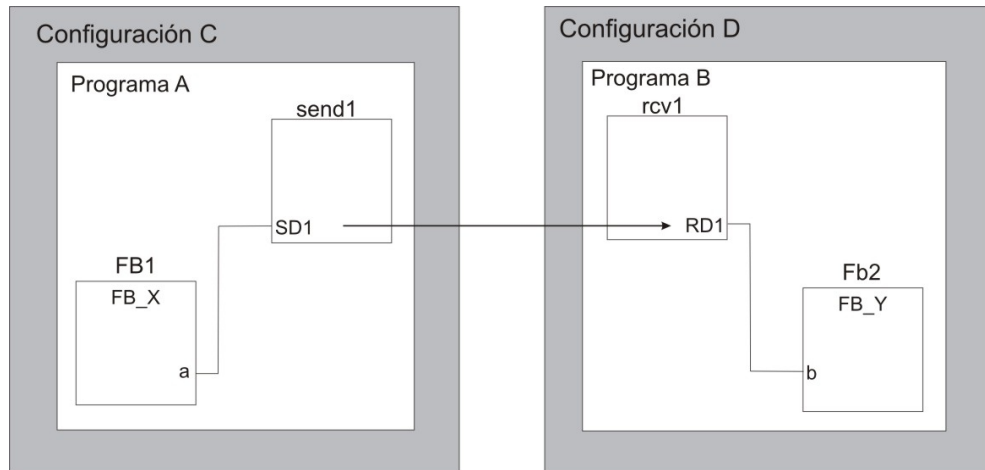 Configuración C
Programa A
send1
SD1
FB1
FB_X
a
Configuración D
Programa B
rcv1
RD1
Fb2
FB_Y
b